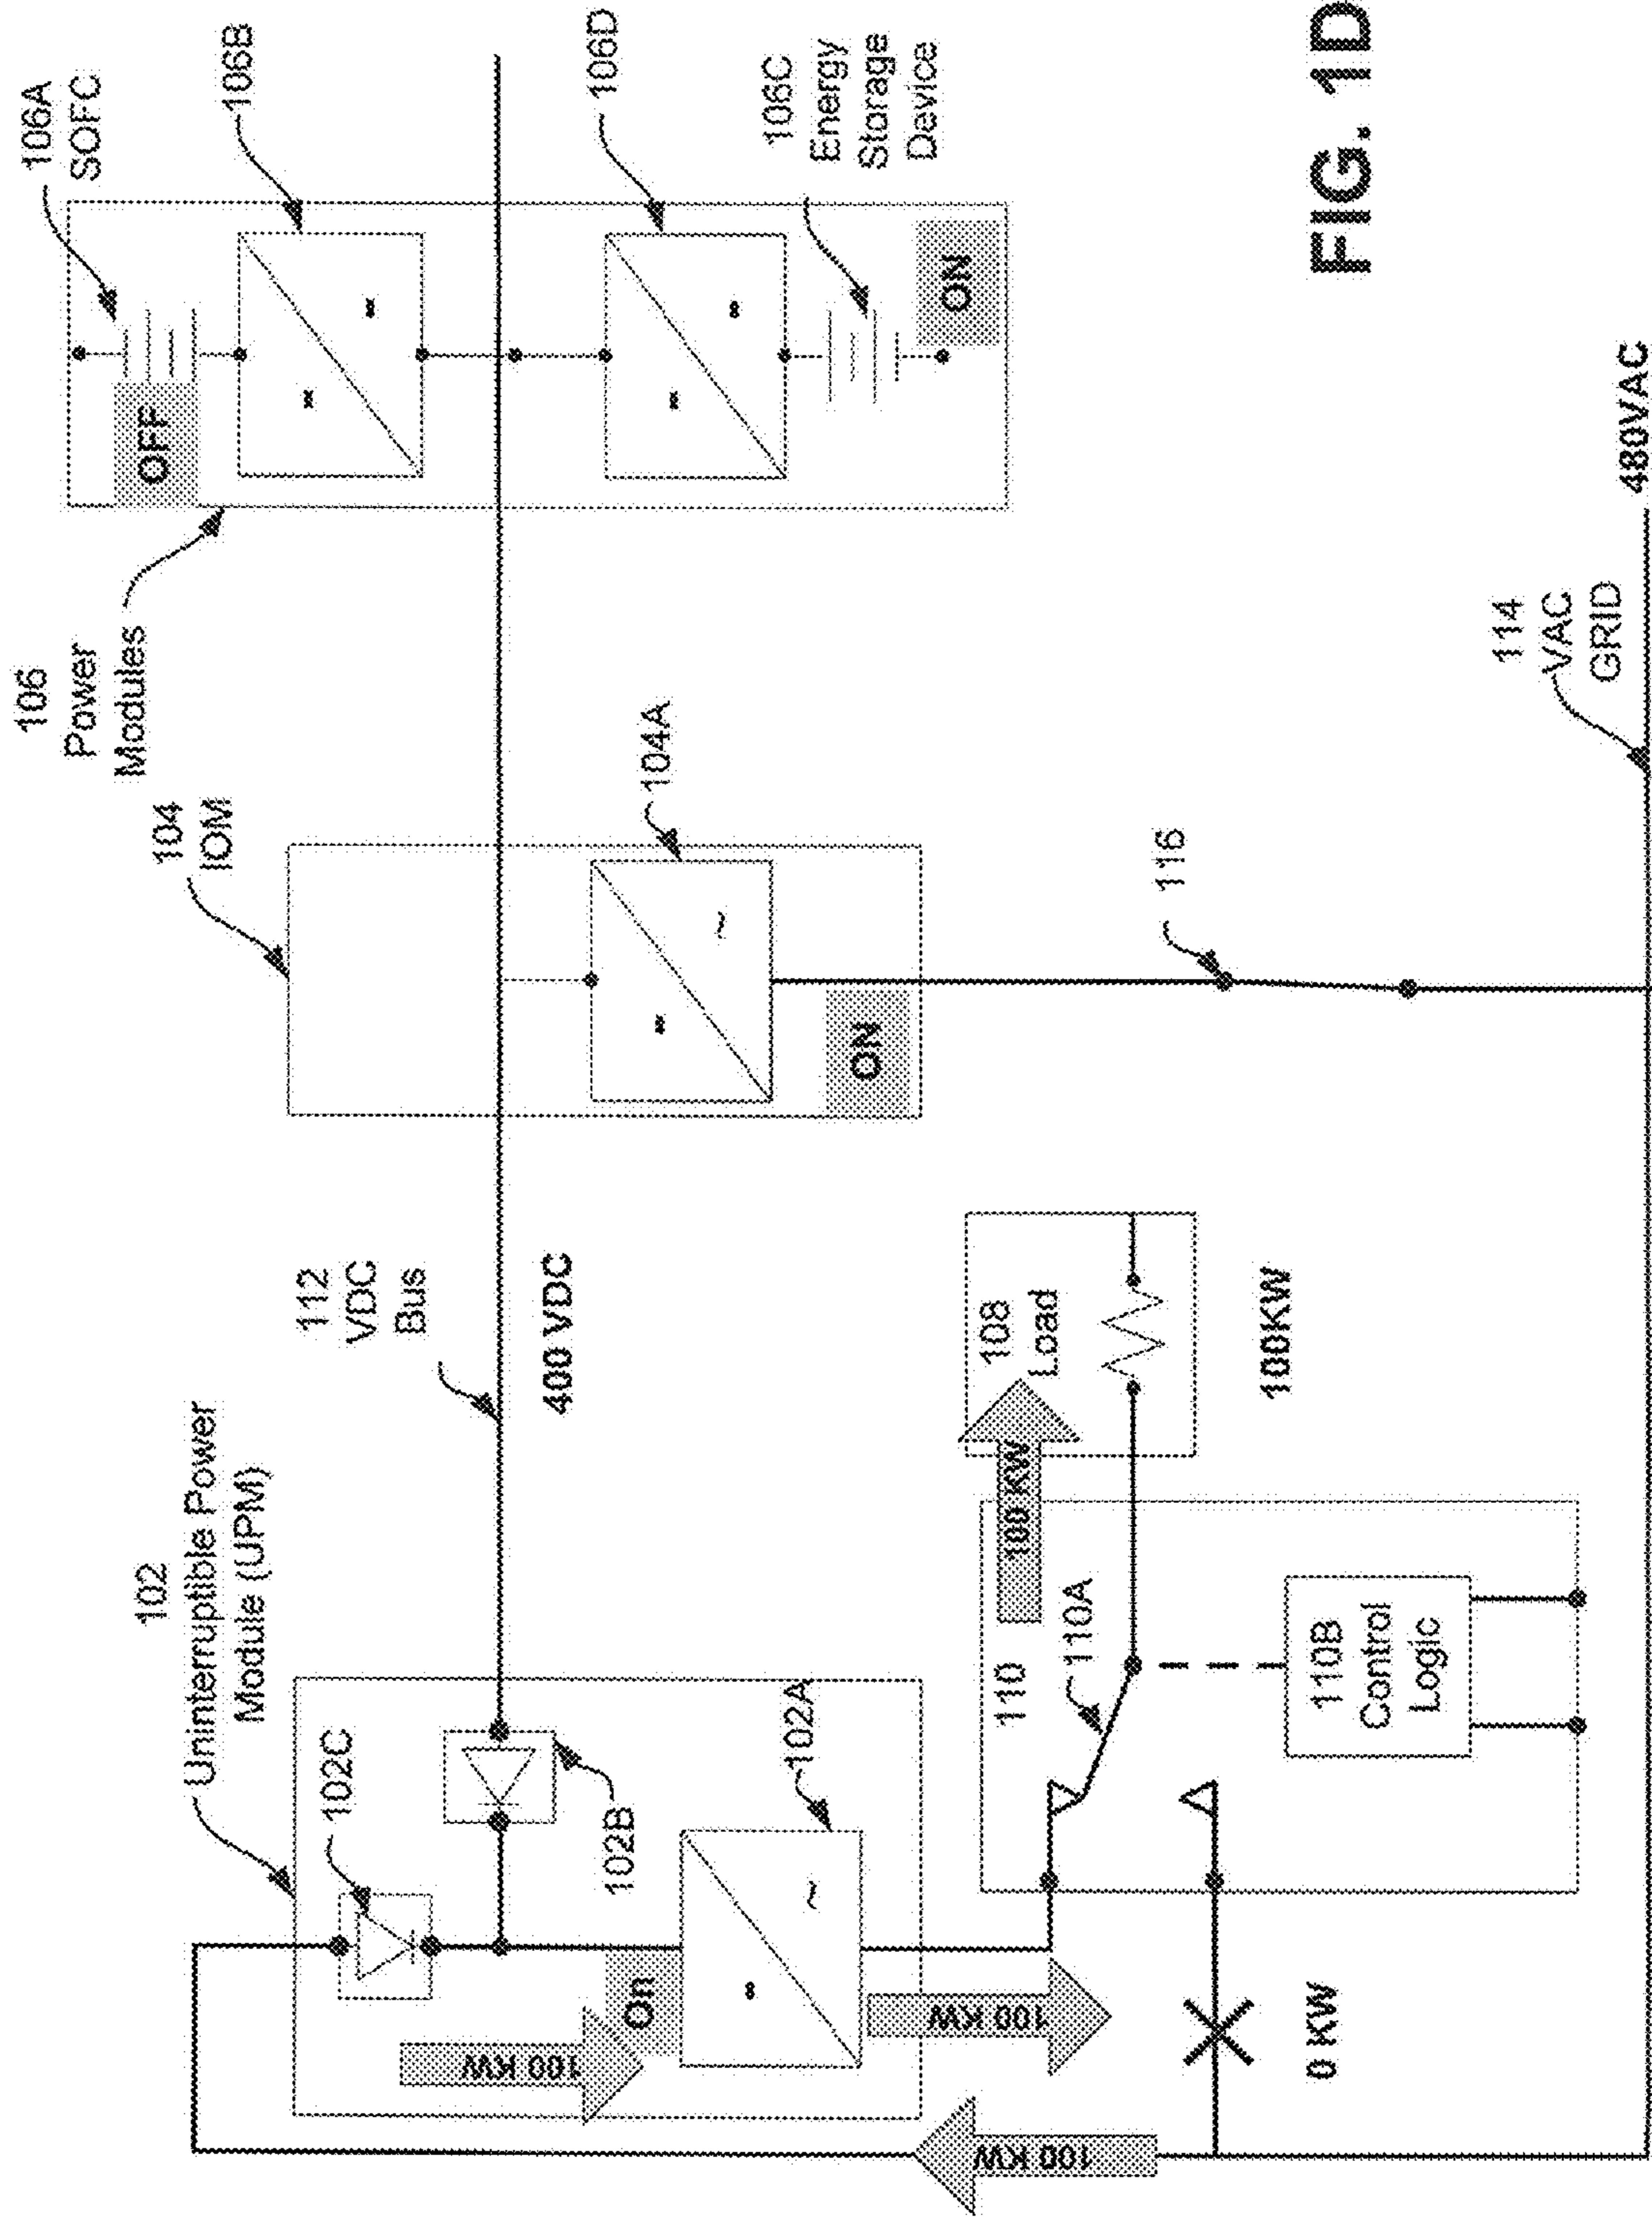 106A
SOFC
106B
106D
106C
Energy
Storage
Device
OFF
ON
106
Power
Modules
104
IOM
104A
ON
116
114
VAC
GRID
480VAC
112
VDC
Bus
400 VDC
102
Uninterruptible Power
Module (UPM)
102C
102B
102A
On
100 KW
100 KW
100 KW
0 KW
110
110A
110B
Control
Logic
100 KW
108
Load
100KW
FIG. 1D